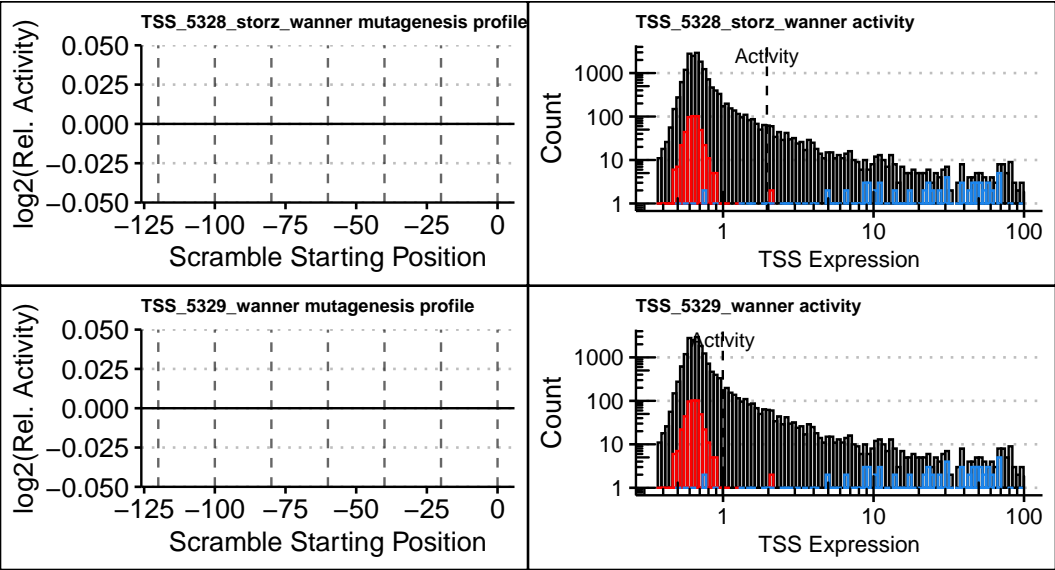 TSS_5328_storz_wanner mutagenesis profile
log2(Rel. Activity)
0.050
0.025
0.000
−0.025
−0.050
−125 −100 −75 −50 −25 0
Scramble Starting Position
TSS_5328_storz_wanner activity
Activity
Count
1000
100
10
1
1 10 100
TSS Expression
TSS_5329_wanner mutagenesis profile
log2(Rel. Activity)
0.050
0.025
0.000
−0.025
−0.050
−125 −100 −75 −50 −25 0
Scramble Starting Position
TSS_5329_wanner activity
Activity
Count
1000
100
10
1
1 10 100
TSS Expression